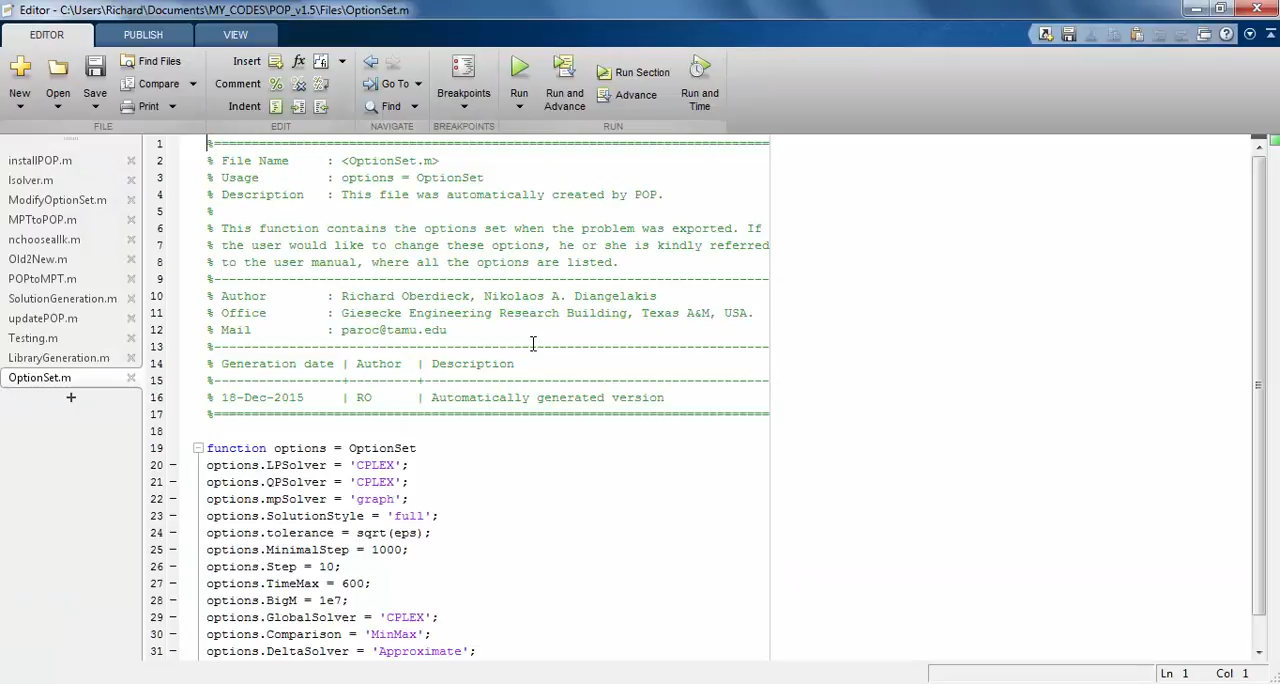 Editor - C:\Users\Richard\Documents\MY_CODES\POP_v1.5\Files\OptionSet.m
EDITOR PUBLISH VIEW
New Open Save Find Files Compare Print
Insert fx Comment Indent
Go To Find
Breakpoints
Run Run and Advance Run Section Advance Run and Time
FILE EDIT NAVIGATE BREAKPOINTS RUN
installPOP.m
lsolver.m
ModifyOptionSet.m
MPTtoPOP.m
nchooseallk.m
Old2New.m
POPtoMPT.m
SolutionGeneration.m
updatePOP.m
Testing.m
LibraryGeneration.m
OptionSet.m
1 %===========================================================================
2 % File Name : <OptionSet.m>
3 % Usage : options = OptionSet
4 % Description : This file was automatically created by POP.
5 %
6 % This function contains the options set when the problem was exported. If
7 % the user would like to change these options, he or she is kindly referred
8 % to the user manual, where all the options are listed.
9 %---------------------------------------------------------------------------
10 % Author : Richard Oberdieck, Nikolaos A. Diangelakis
11 % Office : Giesecke Engineering Research Building, Texas A&M, USA.
12 % Mail : paroc@tamu.edu
13 %---------------------------------------------------------------------------
14 % Generation date | Author | Description
15 %-----------------+--------+------------------------------------------------
16 % 18-Dec-2015 | RO | Automatically generated version
17 %===========================================================================
18
19 function options = OptionSet
20 options.LPSolver = 'CPLEX';
21 options.QPSolver = 'CPLEX';
22 options.mpSolver = 'graph';
23 options.SolutionStyle = 'full';
24 options.tolerance = sqrt(eps);
25 options.MinimalStep = 1000;
26 options.Step = 10;
27 options.TimeMax = 600;
28 options.BigM = 1e7;
29 options.GlobalSolver = 'CPLEX';
30 options.Comparison = 'MinMax';
31 options.DeltaSolver = 'Approximate';
Ln 1 Col 1